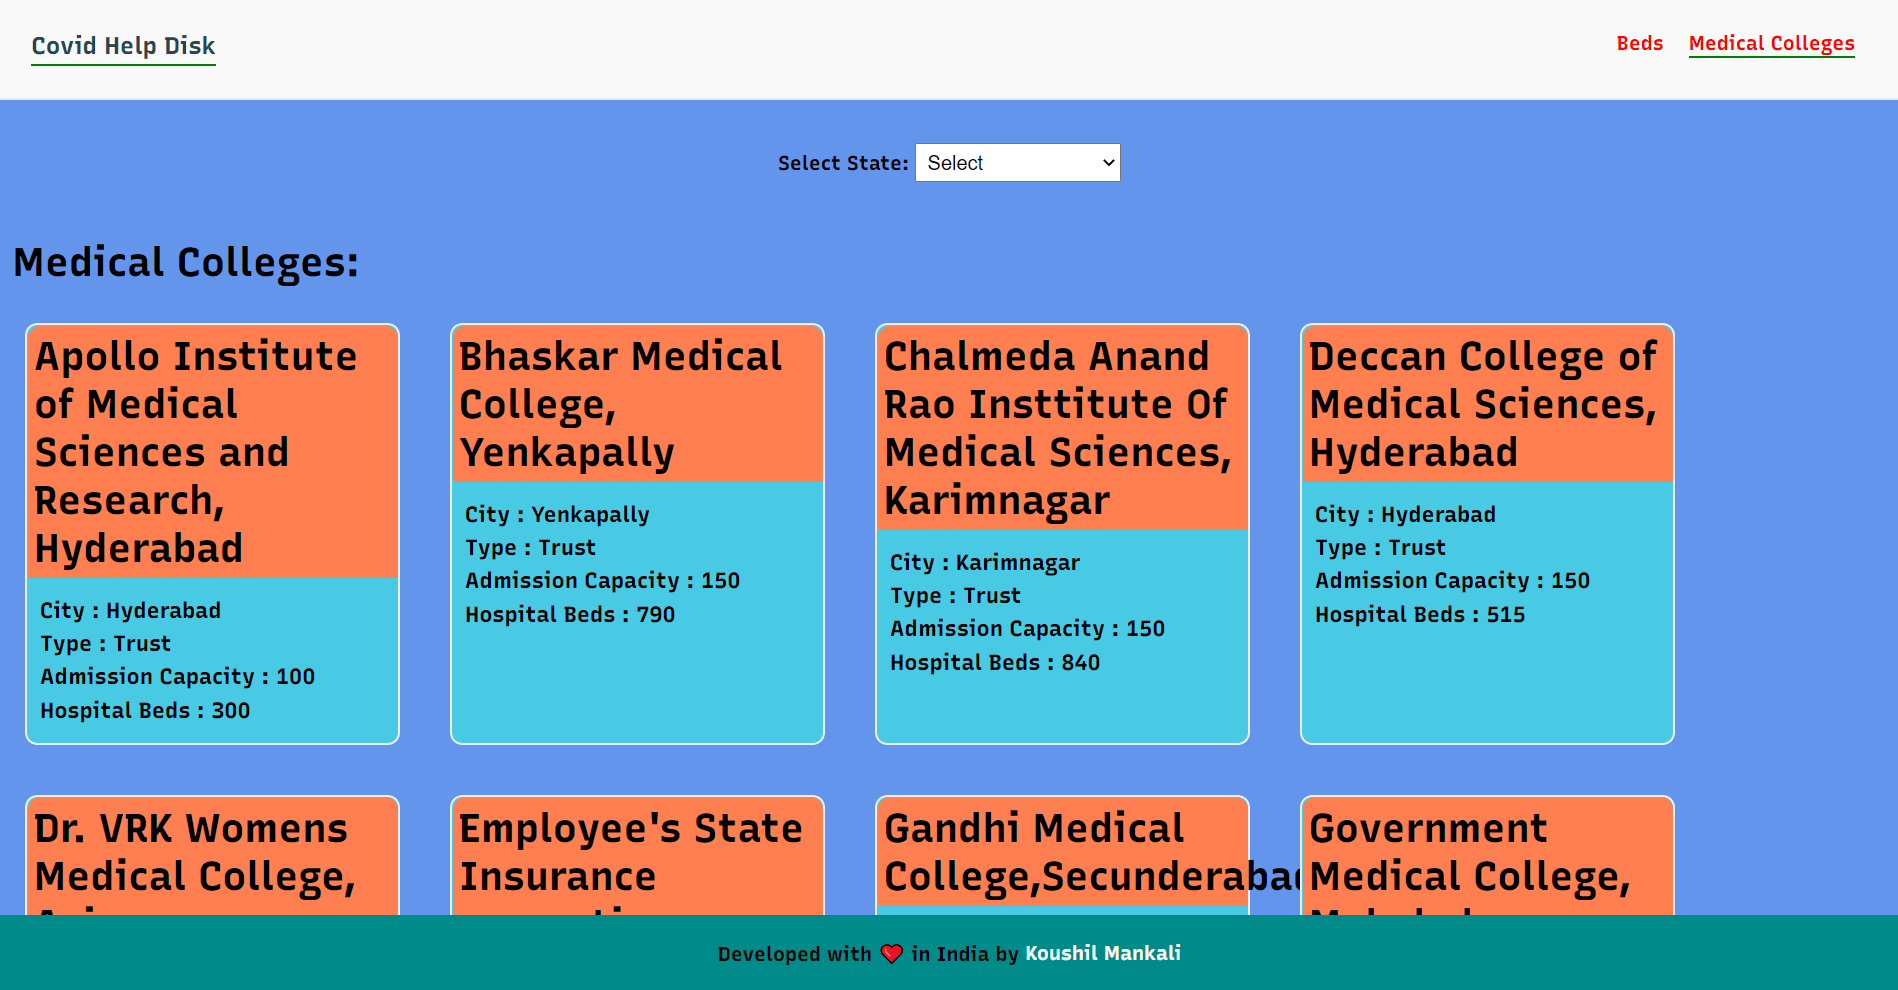 Covid Help Disk
Beds
Medical Colleges
Select State:
Select
Medical Colleges:
Apollo Institute
of Medical
Sciences and
Research,
Hyderabad
City : Hyderabad
Type : Trust
Admission Capacity : 100
Hospital Beds : 300
Bhaskar Medical
College,
Yenkapally
City : Yenkapally
Type : Trust
Admission Capacity : 150
Hospital Beds : 790
Chalmeda Anand
Rao Insttitute Of
Medical Sciences,
Karimnagar
City : Karimnagar
Type : Trust
Admission Capacity : 150
Hospital Beds : 840
Deccan College of
Medical Sciences,
Hyderabad
City : Hyderabad
Type : Trust
Admission Capacity : 150
Hospital Beds : 515
Dr. VRK Womens
Medical College,
Employee's State
Insurance
Gandhi Medical
College,
Government
Medical College,
Developed with ❤️ in India by Koushil Mankali